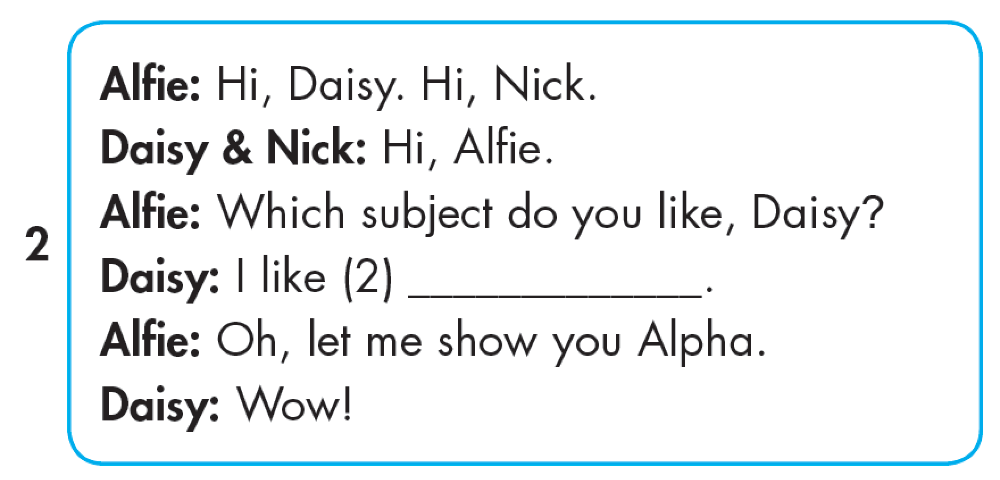 2
Alfie: Hi, Daisy. Hi, Nick.
Daisy & Nick: Hi, Alfie.
Alfie: Which subject do you like, Daisy?
Daisy: I like (2) _____________.
Alfie: Oh, let me show you Alpha.
Daisy: Wow!